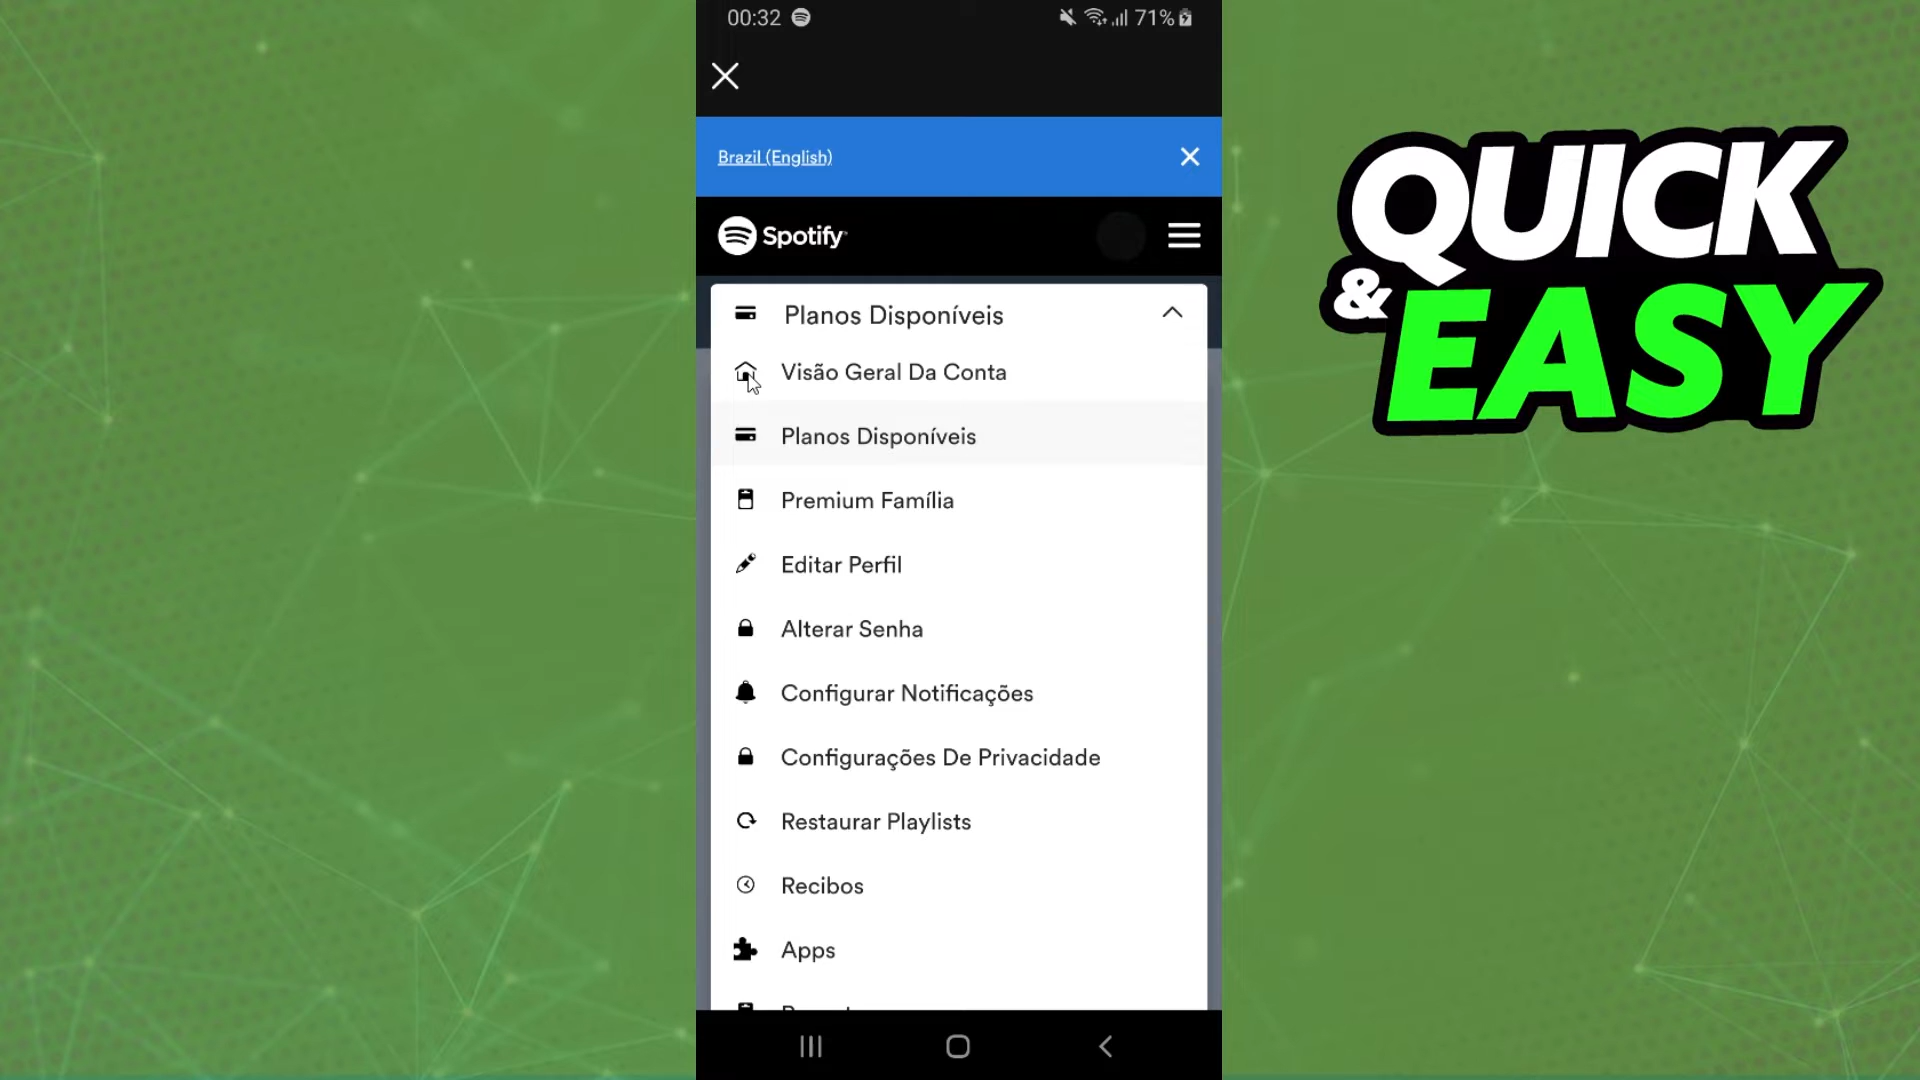 00:32
71%
Brazil (English)
Spotify
QUICK
& EASY
Planos Disponíveis
Visão Geral Da Conta
Planos Disponíveis
Premium Família
Editar Perfil
Alterar Senha
Configurar Notificações
Configurações De Privacidade
Restaurar Playlists
Recibos
Apps